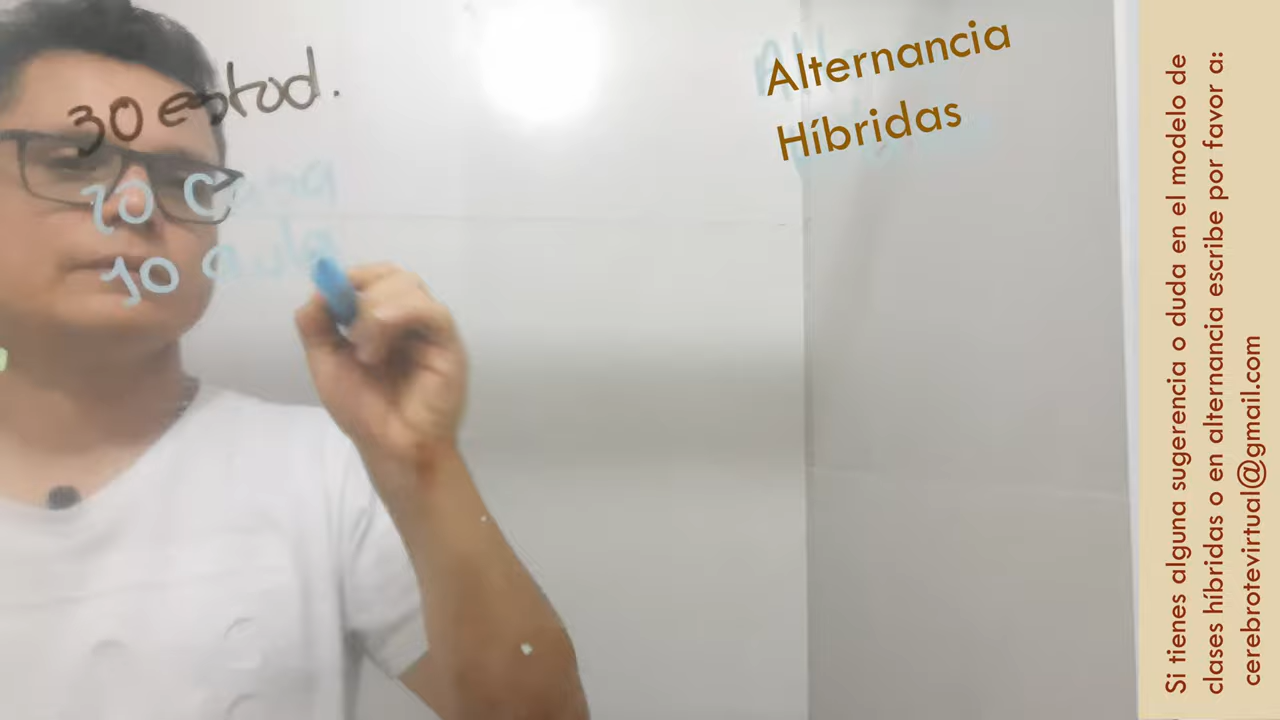 30 estud.
20 casa
10 aula
Alternancia
Híbridas
Si tienes alguna sugerencia o duda en el modelo de
clases híbridas o en alternancia escribe por favor a:
cerebrotevirtual@gmail.com